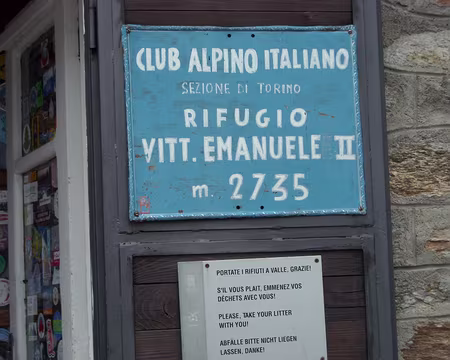 CLUB ALPINO ITALIANO
SEZIONE DI TORINO
RIFUGIO
VITT. EMANUELE II
m. 2735
PORTATE I RIFIUTI A VALLE, GRAZIE!
S'IL VOUS PLAIT, EMMENEZ VOS
DÉCHETS AVEC VOUS!
PLEASE, TAKE YOUR LITTER
WITH YOU!
ABFÄLLE BITTE NICHT LIEGEN
LASSEN, DANKE!